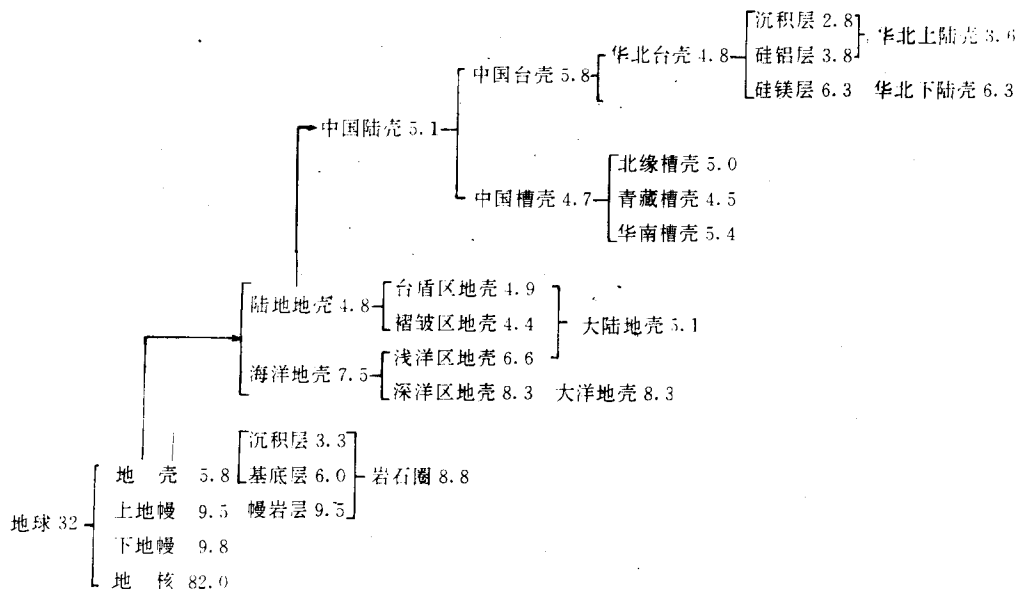 沉积层 2.8
华北上陆壳 3.6
华北台壳 4.8
硅铝层 3.8
中国台壳 5.8
硅镁层 6.3 华北下陆壳 6.3
中国陆壳 5.1
北缘槽壳 5.0
中国槽壳 4.7
青藏槽壳 4.5
华南槽壳 5.4
台盾区地壳 4.9
陆地地壳 4.8
褶皱区地壳 4.4
大陆地壳 5.1
浅洋区地壳 6.6
海洋地壳 7.5
深洋区地壳 8.3 大洋地壳 8.3
沉积层 3.3
地 壳 5.8 基底层 6.0 岩石圈 8.8
上地幔 9.5 幔岩层 9.5
地球 32
下地幔 9.8
地 核 82.0